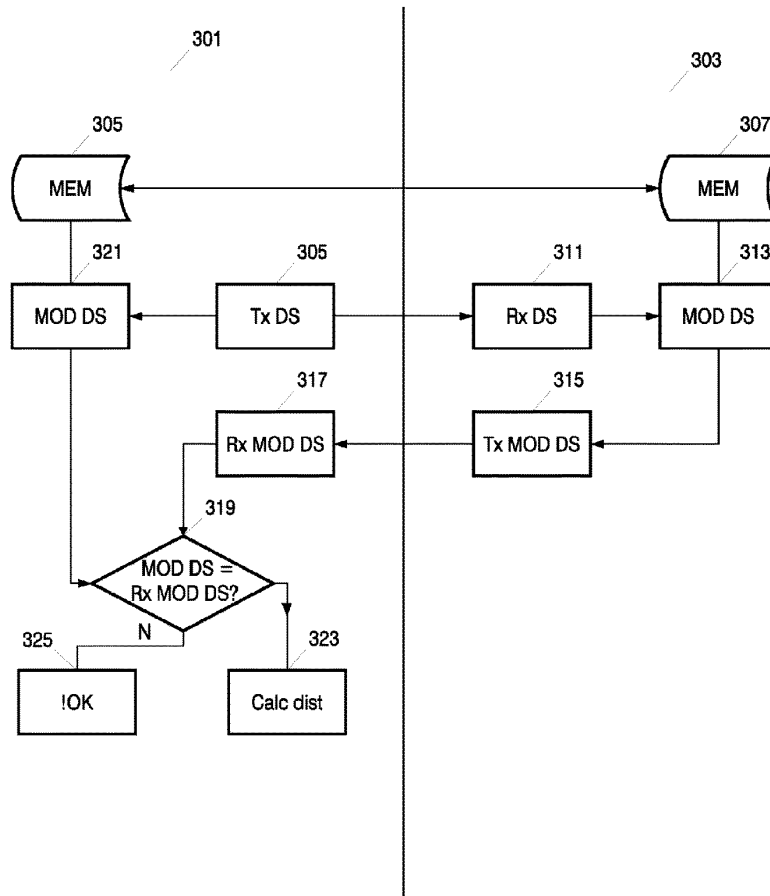 301
303
305
307
MEM
MEM
321
305
311
313
MOD DS
Tx DS
Rx DS
MOD DS
317
315
Rx MOD DS
Tx MOD DS
319
MOD DS =
Rx MOD DS?
N
325
323
!OK
Calc dist